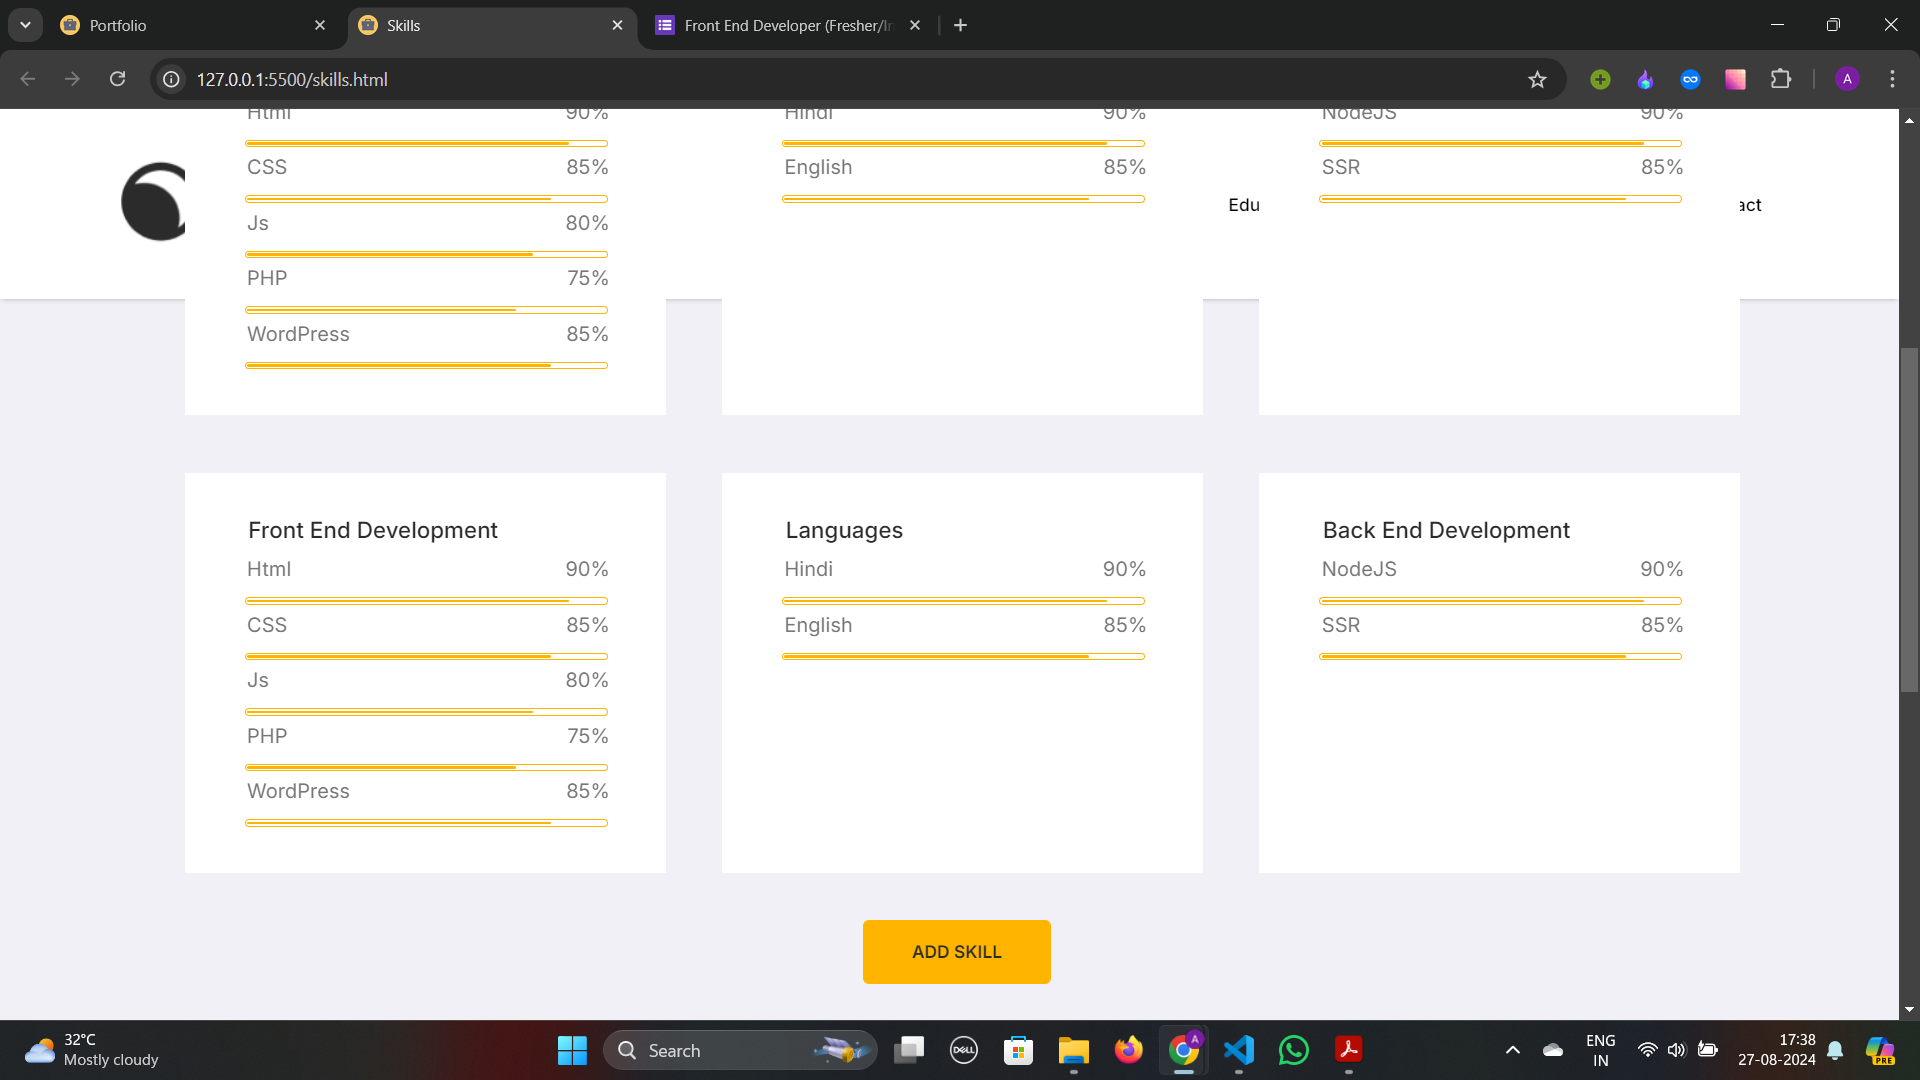 Portfolio
Skills
Front End Developer (Fresher/In
127.0.0.1:5500/skills.html
A
Html 90%
Hindi 90%
NodeJS 90%
CSS 85%
English 85%
SSR 85%
Edu
act
Js 80%
PHP 75%
WordPress 85%
Front End Development
Html 90%
CSS 85%
Js 80%
PHP 75%
WordPress 85%
Languages
Hindi 90%
English 85%
Back End Development
NodeJS 90%
SSR 85%
ADD SKILL
32°C
Mostly cloudy
Search
DELL
A
ENG
IN
17:38
27-08-2024
PRE